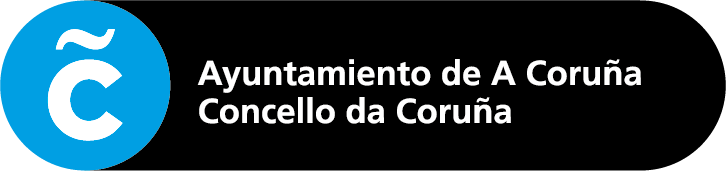 c̃
Ayuntamiento de A Coruña
Concello da Coruña